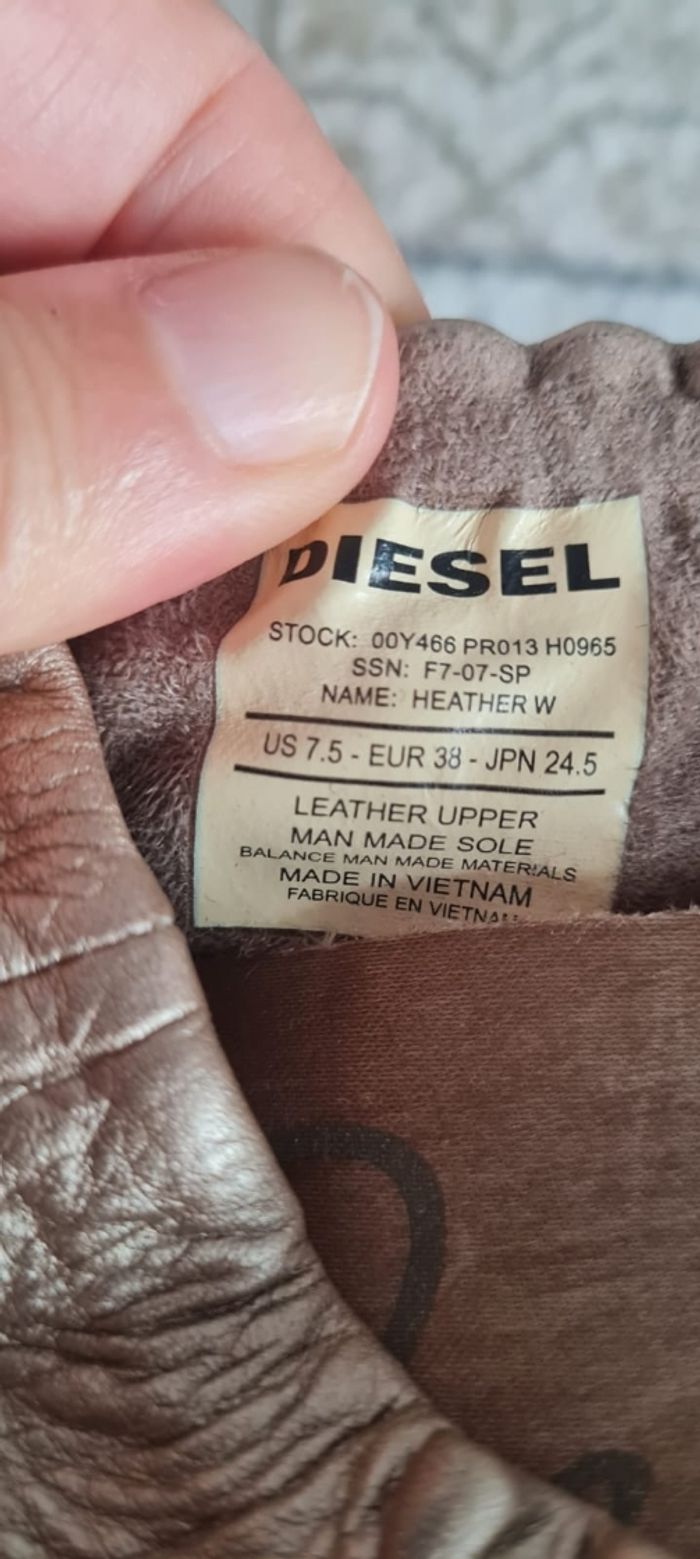 DIESEL
STOCK: 00Y466 PR013 H0965
SSN: F7-07-SP
NAME: HEATHER W
US 7.5 - EUR 38 - JPN 24.5
LEATHER UPPER
MAN MADE SOLE
BALANCE MAN MADE MATERIALS
MADE IN VIETNAM
FABRIQUE EN VIETNAM